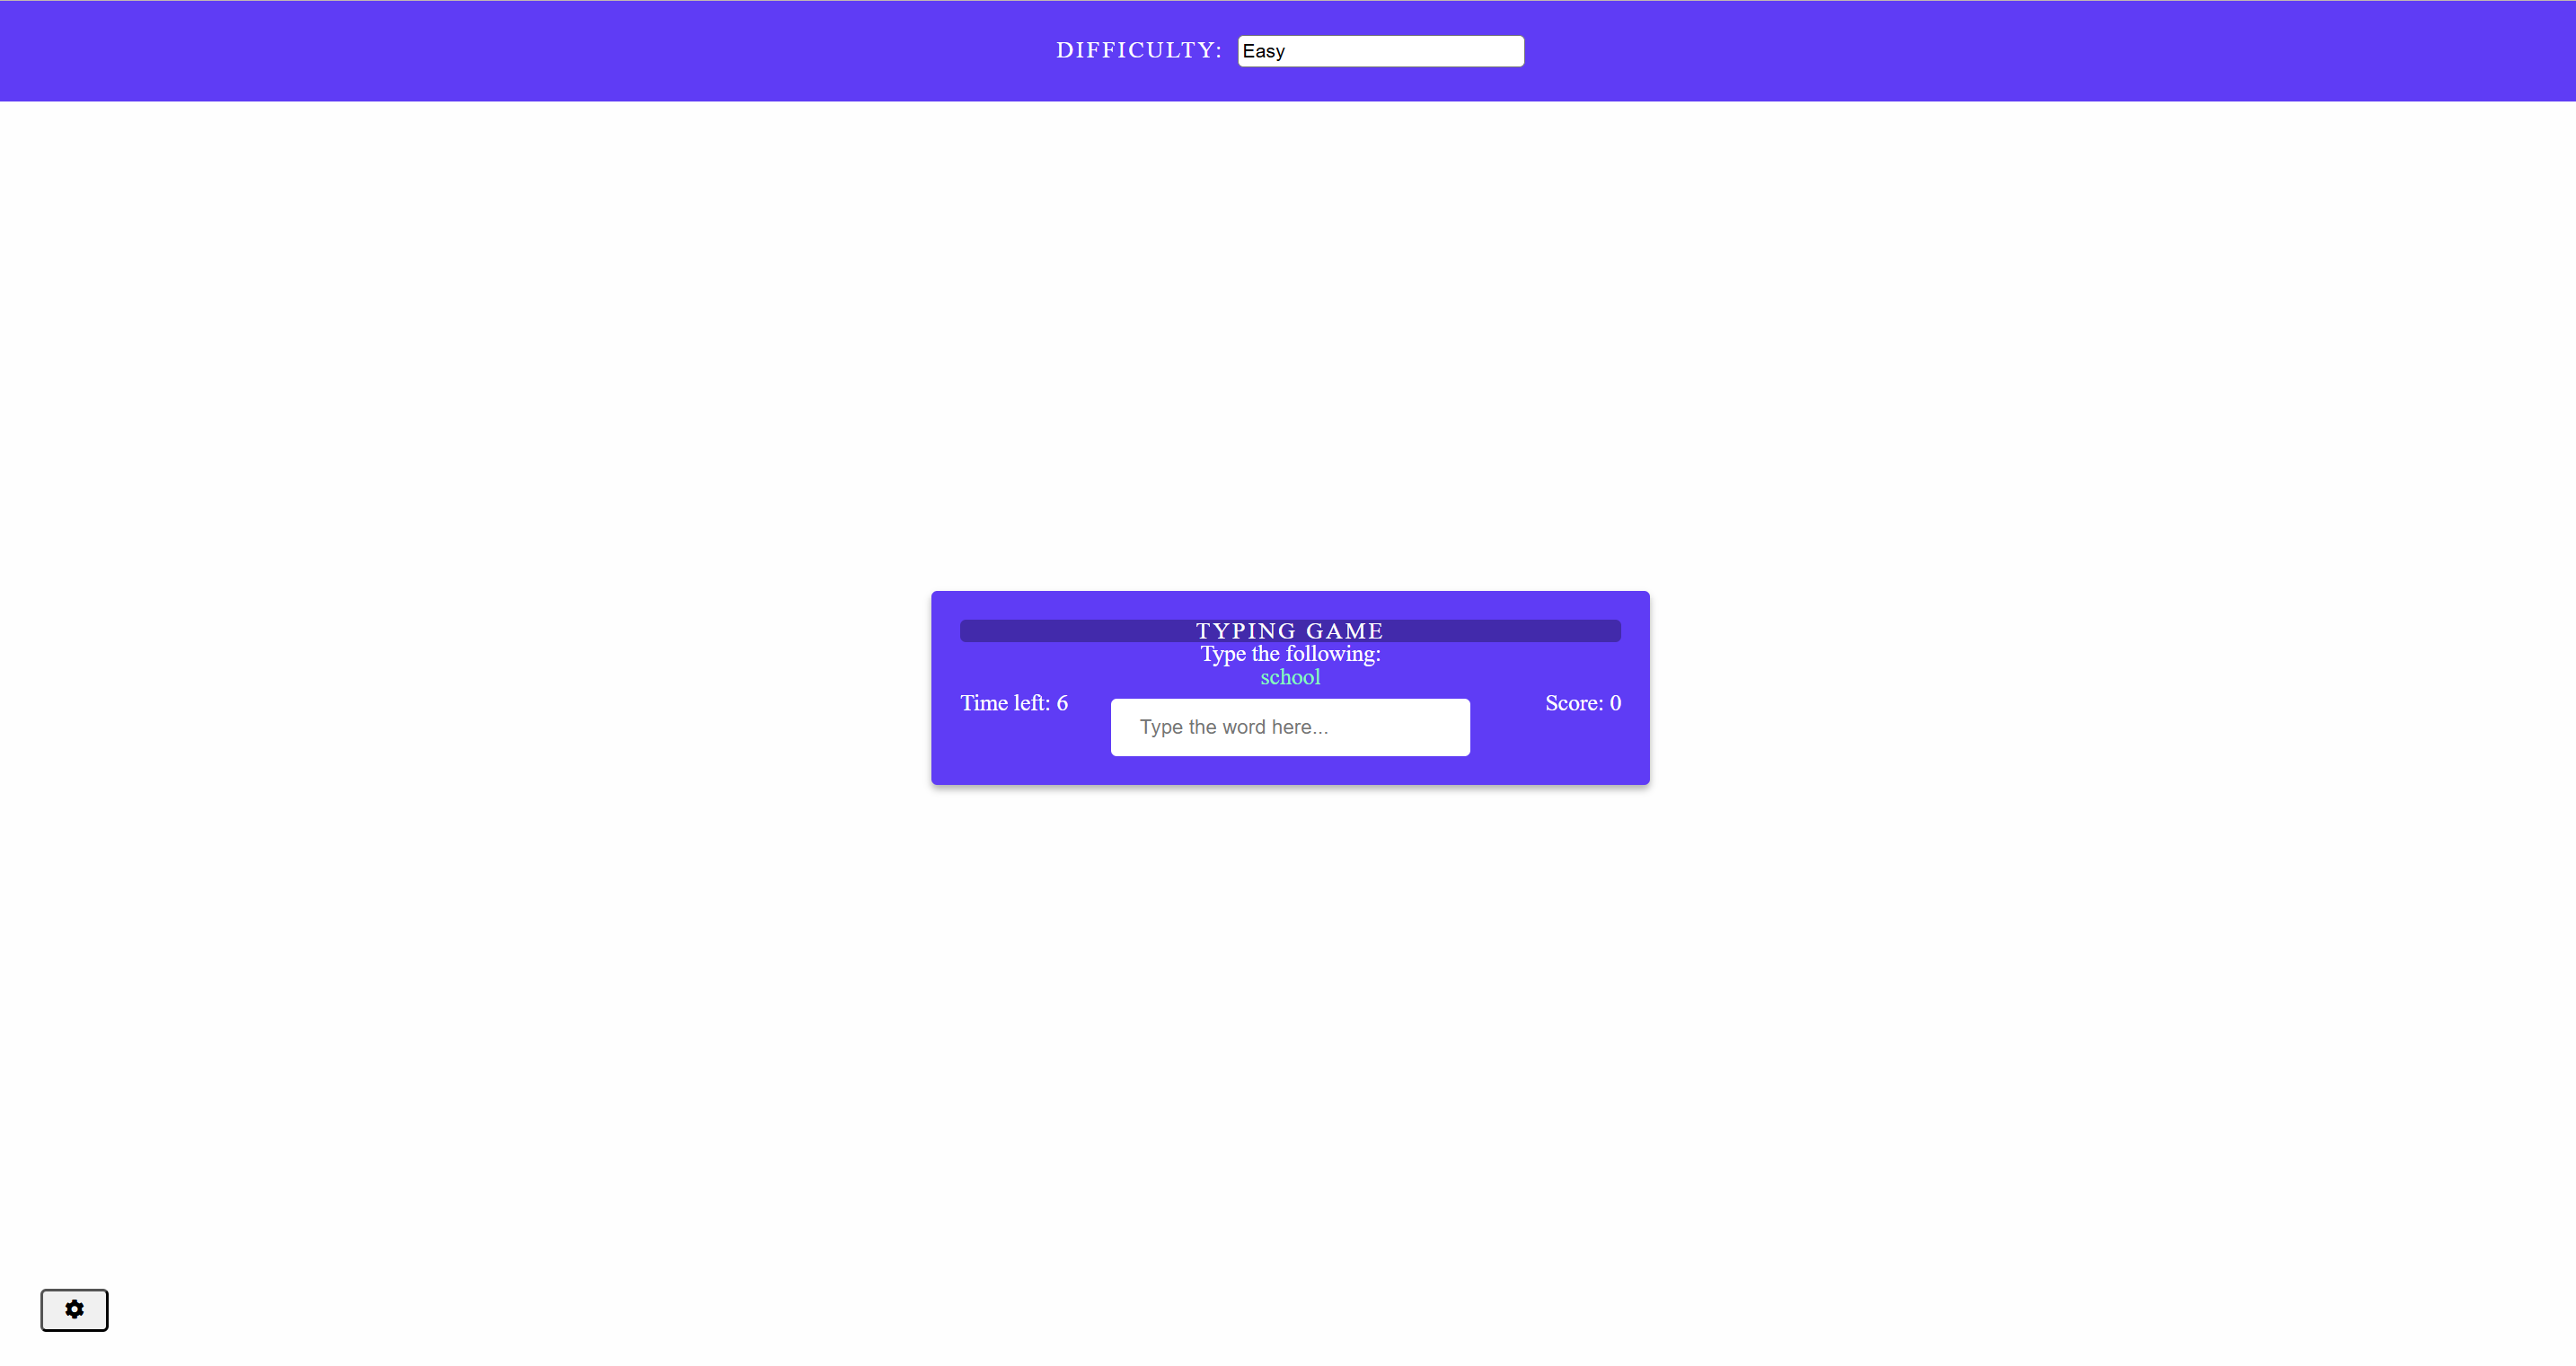 DIFFICULTY: Easy
TYPING GAME
Type the following:
school
Time left: 6
Score: 0
Type the word here...